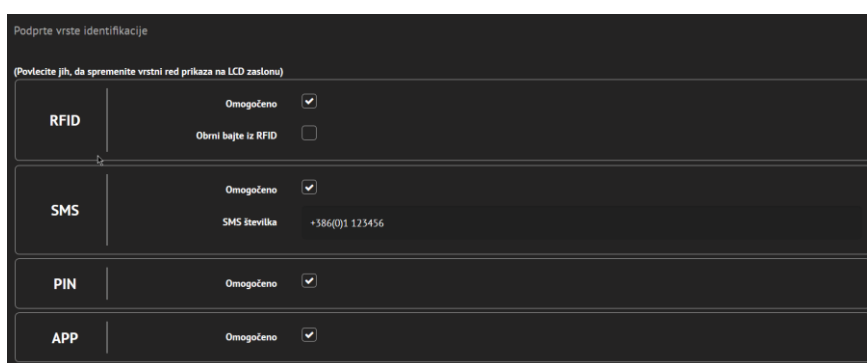 Podprte vrste identifikacije
(Povlecite jih, da spremenite vrstni red prikaza na LCD zaslonu)
RFID
Omogočeno
Obrni bajte iz RFID
SMS
Omogočeno
SMS številka +386(0)1 123456
PIN
Omogočeno
APP
Omogočeno